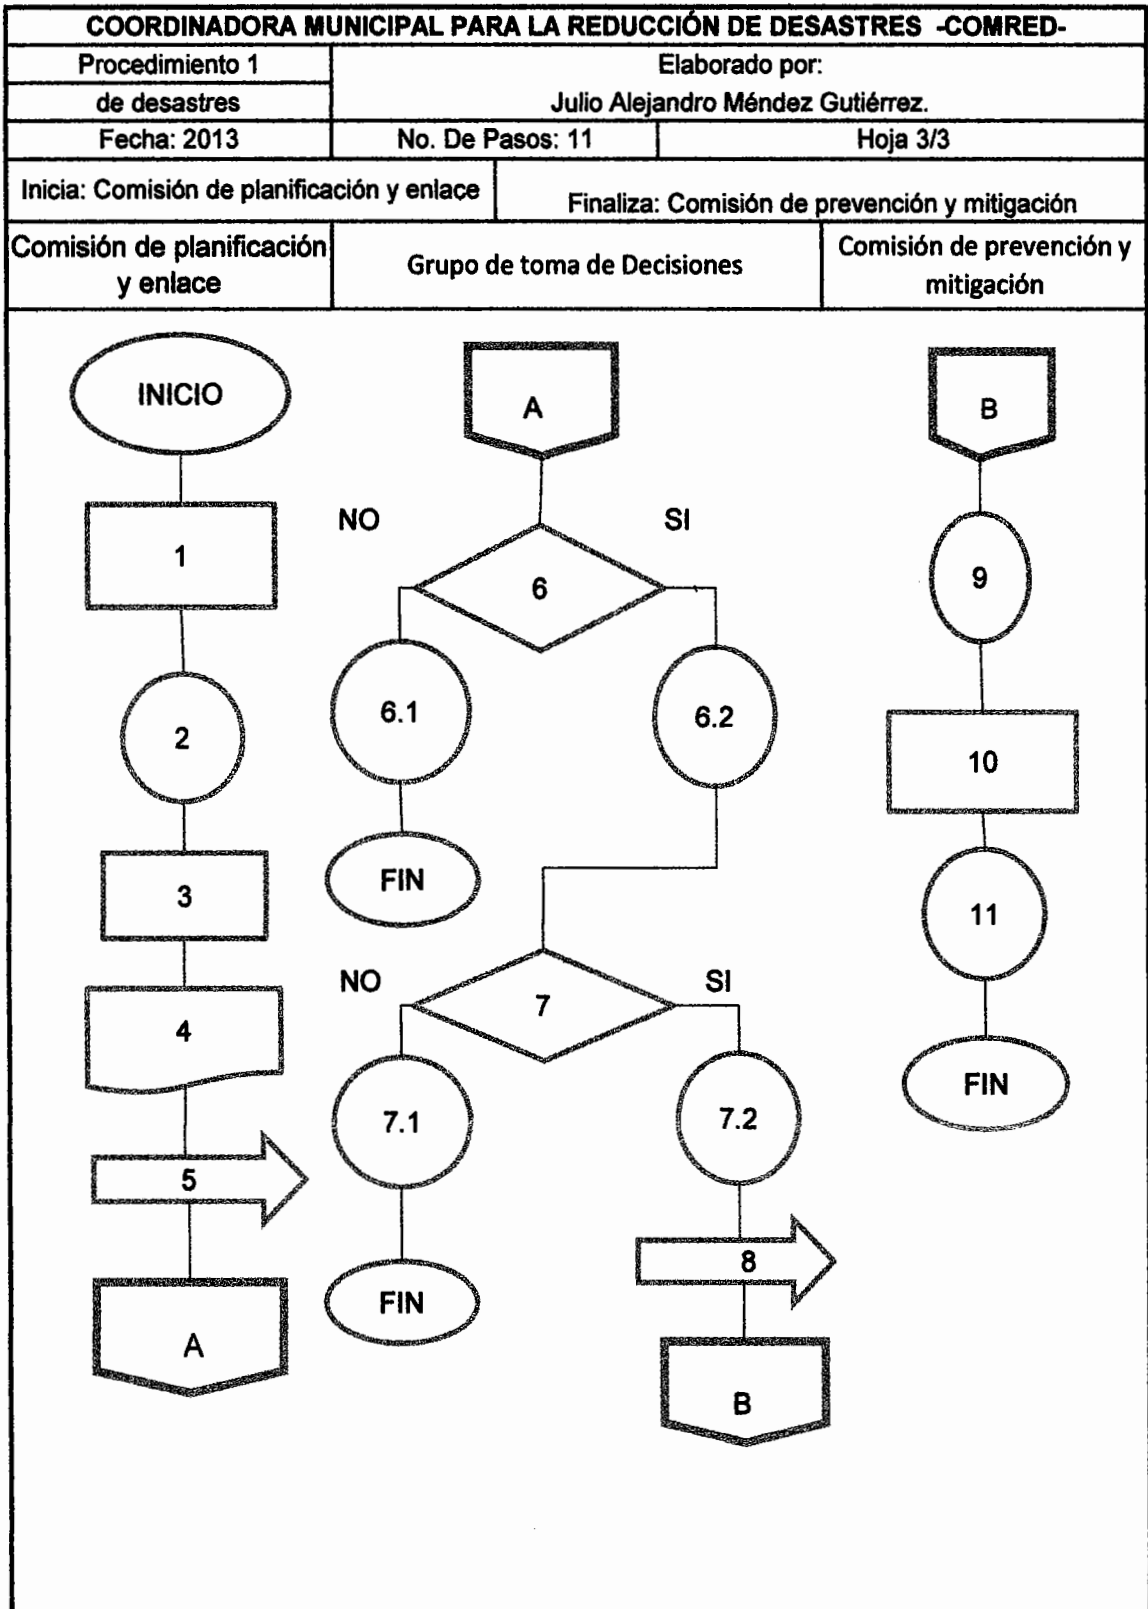 COORDINADORA MUNICIPAL PARA LA REDUCCIÓN DE DESASTRES -COMRED-
Procedimiento 1
de desastres
Elaborado por:
Julio Alejandro Méndez Gutiérrez.
Fecha: 2013
No. De Pasos: 11
Hoja 3/3
Inicia: Comisión de planificación y enlace
Finaliza: Comisión de prevención y mitigación
Comisión de planificación
y enlace
Grupo de toma de Decisiones
Comisión de prevención y
mitigación
INICIO
1
2
3
4
5
A
A
NO
SI
6
6.1
6.2
FIN
NO
SI
7
7.1
7.2
FIN
8
B
B
9
10
11
FIN